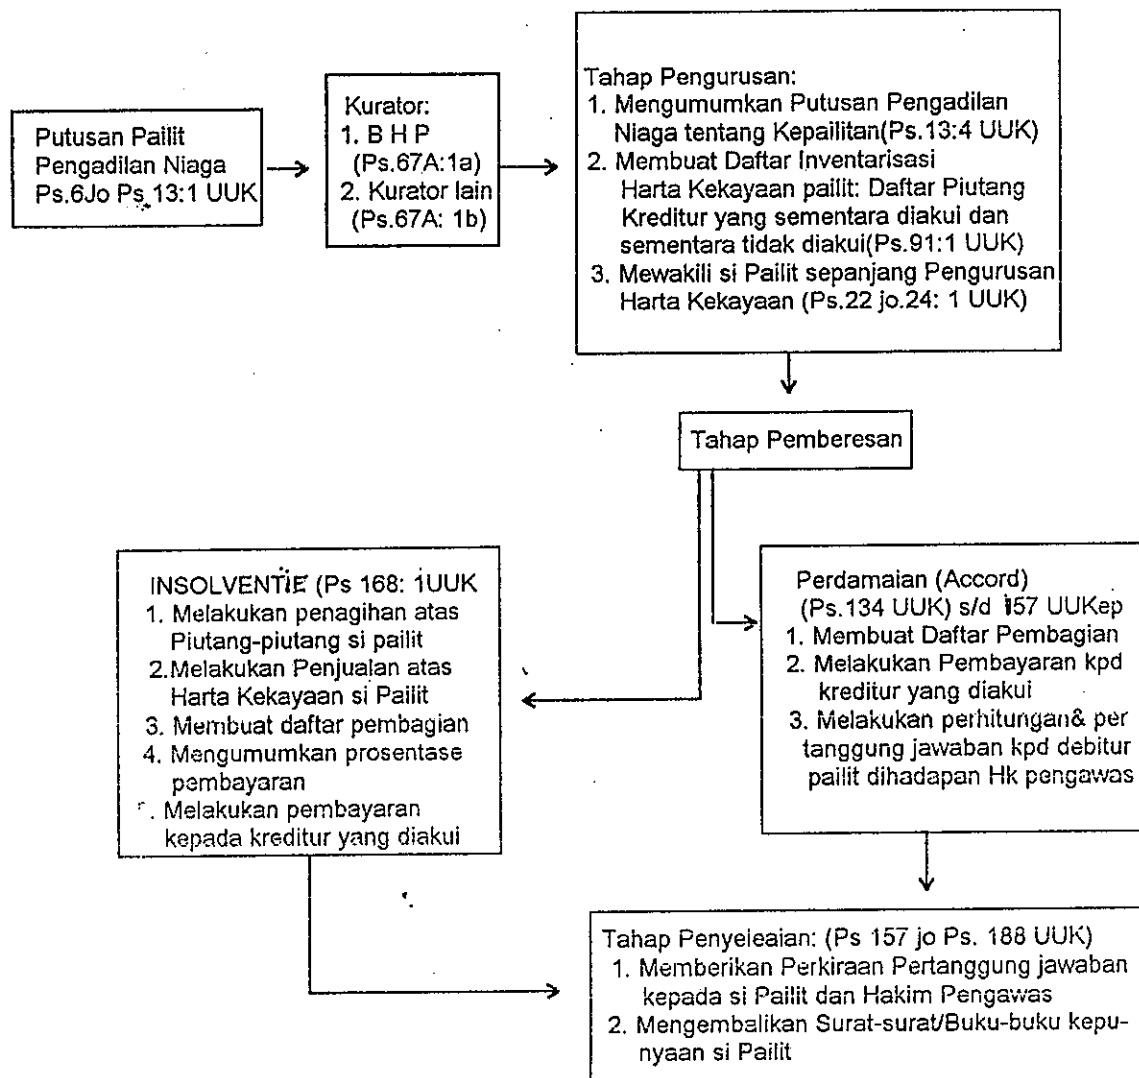 Putusan Pailit
Pengadilan Niaga
Ps.6Jo Ps.13:1 UUK
Kurator:
1. B H P
(Ps.67A:1a)
2. Kurator lain
(Ps.67A: 1b)
Tahap Pengurusan:
1. Mengumumkan Putusan Pengadilan
Niaga tentang Kepailitan(Ps.13:4 UUK)
2. Membuat Daftar Inventarisasi
Harta Kekayaan pailit: Daftar Piutang
Kreditur yang sementara diakui dan
sementara tidak diakui(Ps.91:1 UUK)
3. Mewakili si Pailit sepanjang Pengurusan
Harta Kekayaan (Ps.22 jo.24: 1 UUK)
Tahap Pemberesan
INSOLVENTIE (Ps 168: 1UUK
1. Melakukan penagihan atas
Piutang-piutang si pailit
2.Melakukan Penjualan atas
Harta Kekayaan si Pailit
3. Membuat daftar pembagian
4. Mengumumkan prosentase
pembayaran
. Melakukan pembayaran
kepada kreditur yang diakui
Perdamaian (Accord)
(Ps.134 UUK) s/d 157 UUKep
1. Membuat Daftar Pembagian
2. Melakukan Pembayaran kpd
kreditur yang diakui
3. Melakukan perhitungan& per
tanggung jawaban kpd debitur
pailit dihadapan Hk pengawas
Tahap Penyeleaian: (Ps 157 jo Ps. 188 UUK)
1. Memberikan Perkiraan Pertanggung jawaban
kepada si Pailit dan Hakim Pengawas
2. Mengembalikan Surat-surat/Buku-buku kepu-
nyaan si Pailit